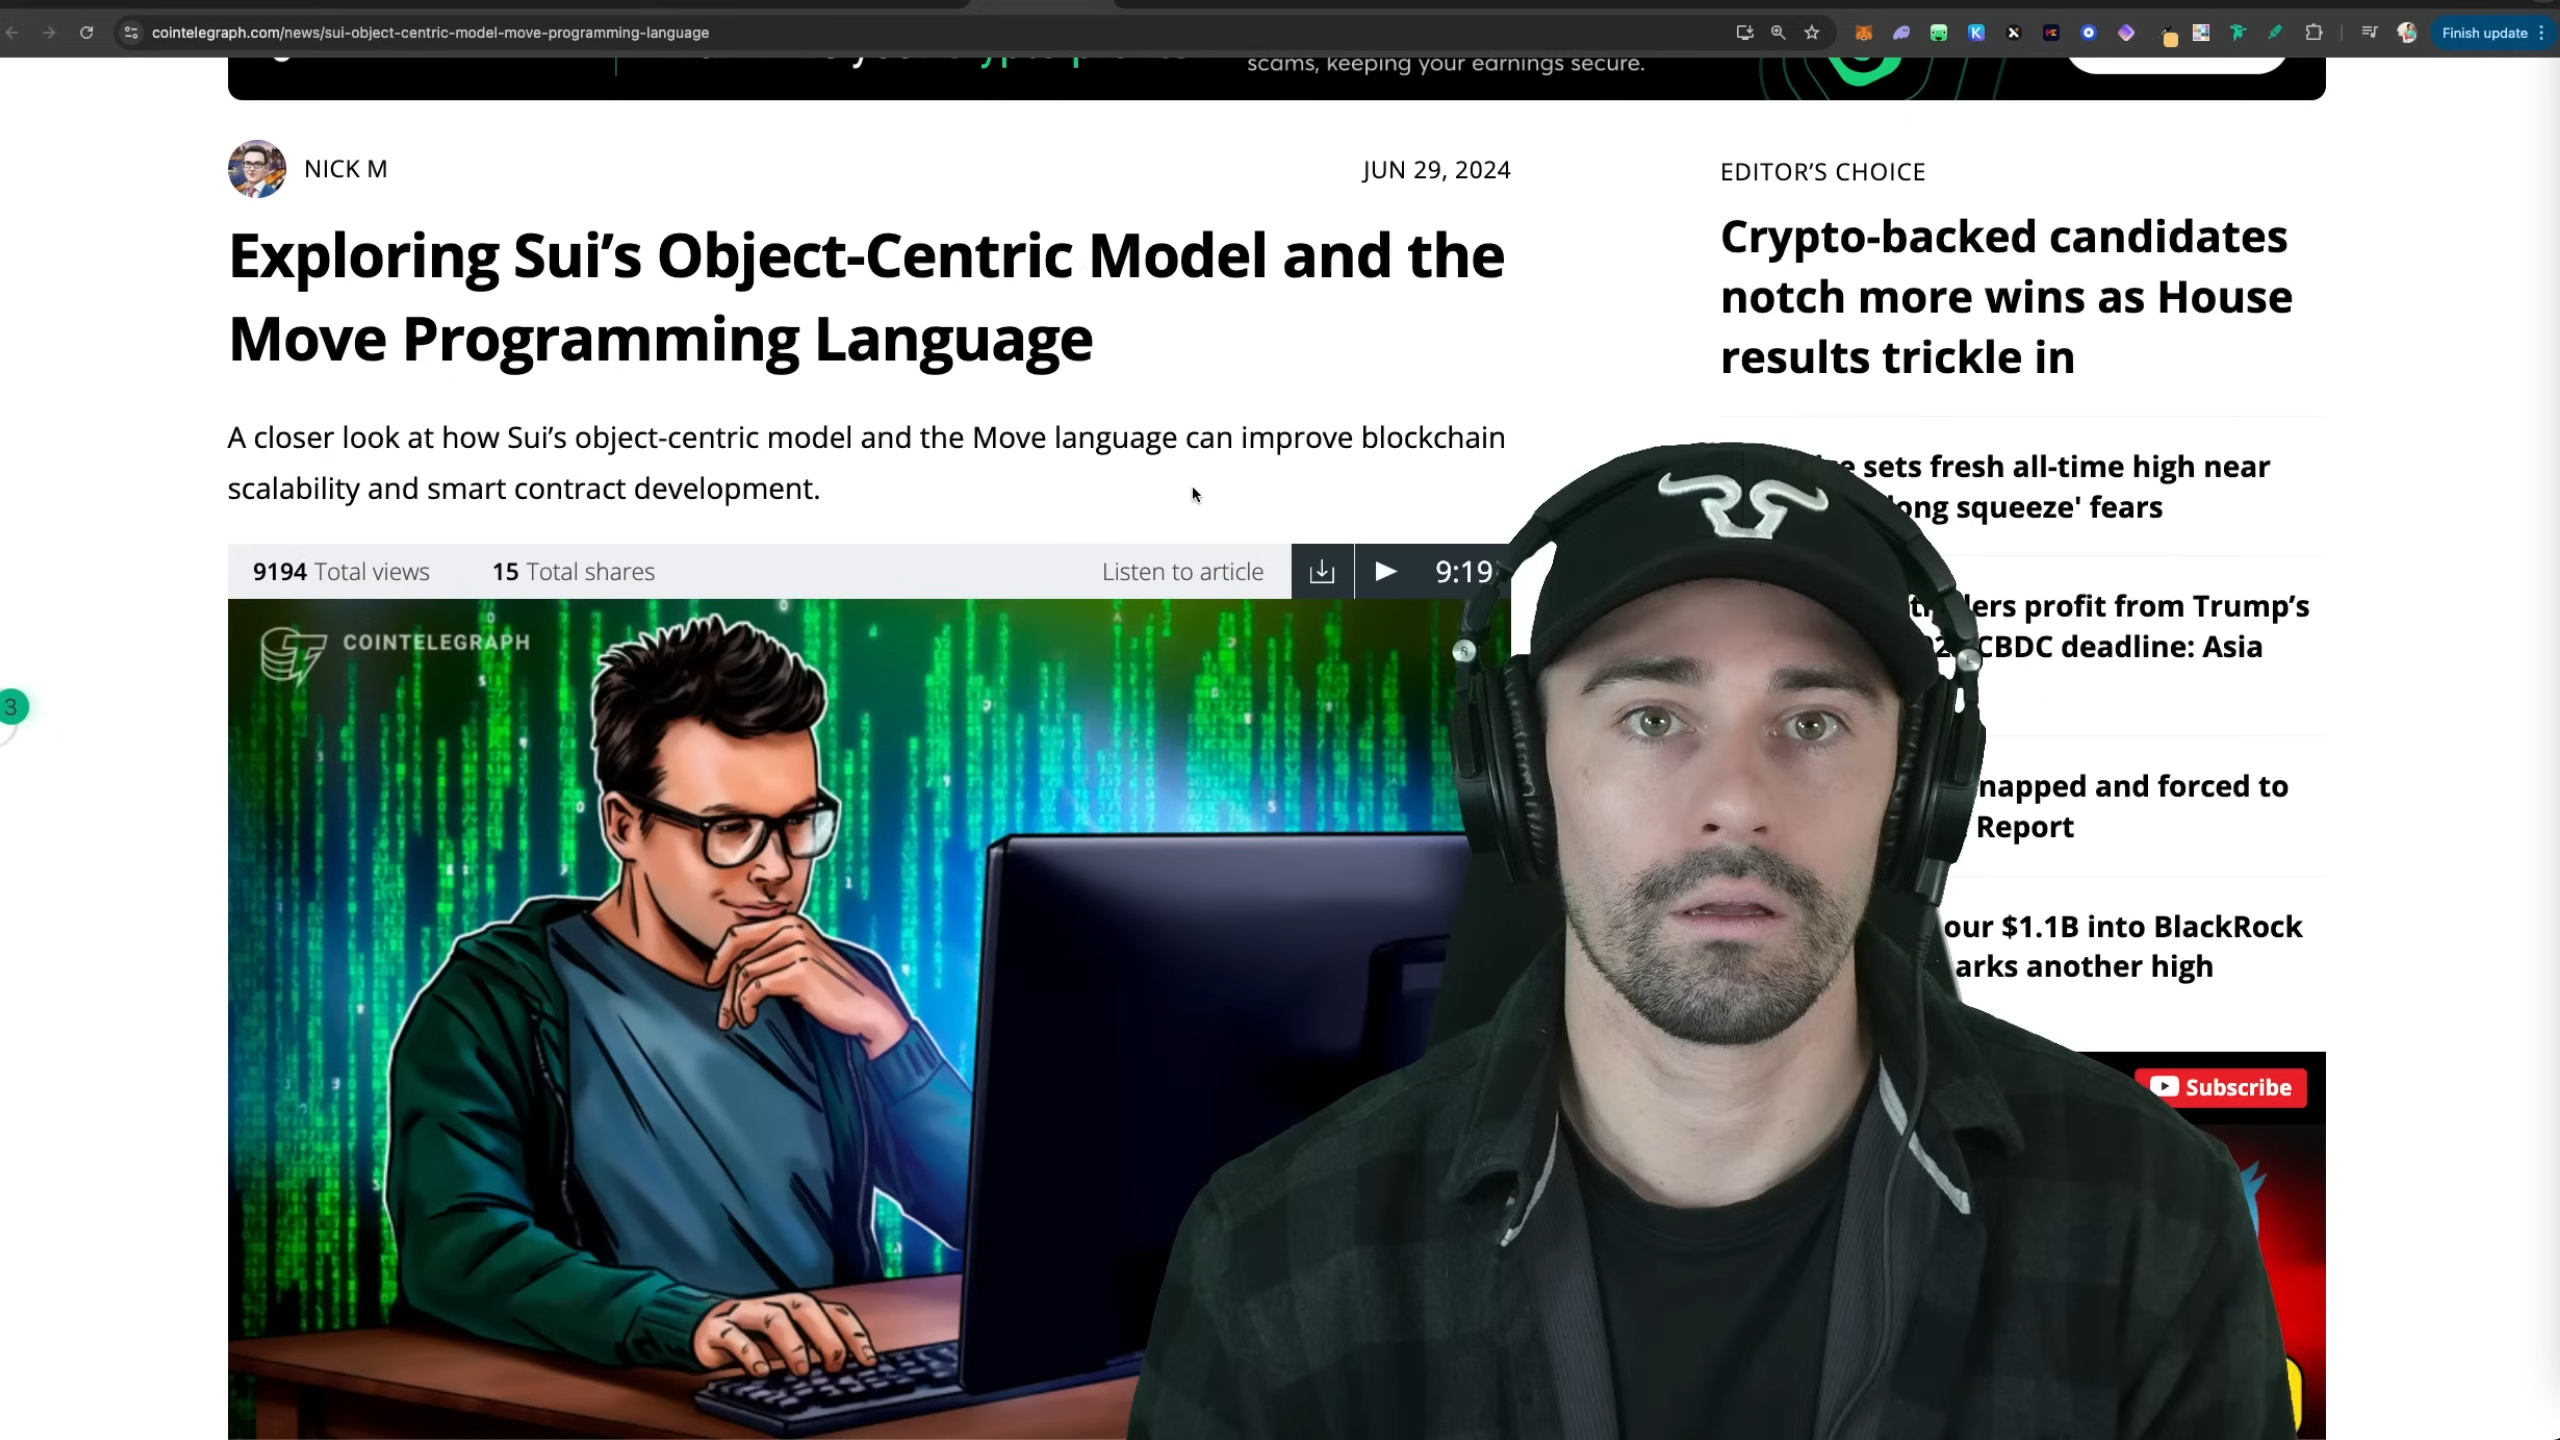 cointelegraph.com/news/sui-object-centric-model-move-programming-language
Finish update
scams, keeping your earnings secure.
NICK M
JUN 29, 2024
Exploring Sui’s Object-Centric Model and the
Move Programming Language
A closer look at how Sui’s object-centric model and the Move language can improve blockchain
scalability and smart contract development.
9194 Total views
15 Total shares
Listen to article
9:19
COINTELEGRAPH
3
EDITOR’S CHOICE
Crypto-backed candidates
notch more wins as House
results trickle in
sets fresh all-time high near
squeeze' fears
profit from Trump’s
CBDC deadline: Asia
and forced to
Report
$1.1B into BlackRock
another high
Subscribe